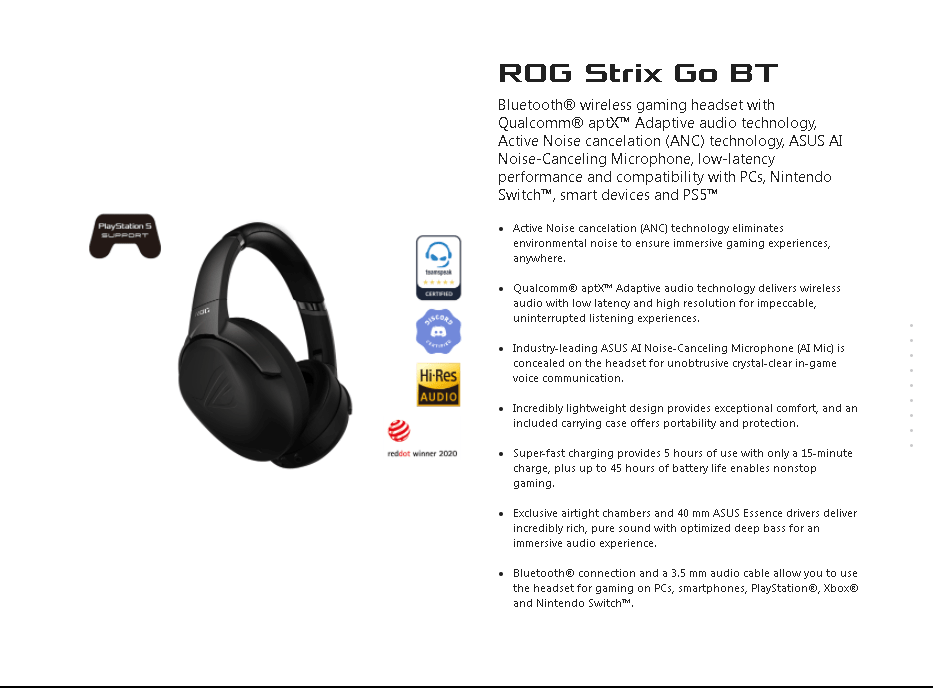 ROG Strix Go BT
Bluetooth® wireless gaming headset with
Qualcomm® aptX™ Adaptive audio technology,
Active Noise cancelation (ANC) technology, ASUS AI
Noise-Canceling Microphone, low-latency
performance and compatibility with PCs, Nintendo
Switch™, smart devices and PS5™
PlayStation 5
SUPPORT
ROG
teamspeak
CERTIFIED
DISCORD
CERTIFIED
Hi-Res
AUDIO
reddot winner 2020
• Active Noise cancelation (ANC) technology eliminates
environmental noise to ensure immersive gaming experiences,
anywhere.
• Qualcomm® aptX™ Adaptive audio technology delivers wireless
audio with low latency and high resolution for impeccable,
uninterrupted listening experiences.
• Industry-leading ASUS AI Noise-Canceling Microphone (AI Mic) is
concealed on the headset for unobtrusive crystal-clear in-game
voice communication.
• Incredibly lightweight design provides exceptional comfort, and an
included carrying case offers portability and protection.
• Super-fast charging provides 5 hours of use with only a 15-minute
charge, plus up to 45 hours of battery life enables nonstop
gaming.
• Exclusive airtight chambers and 40 mm ASUS Essence drivers deliver
incredibly rich, pure sound with optimized deep bass for an
immersive audio experience.
• Bluetooth® connection and a 3.5 mm audio cable allow you to use
the headset for gaming on PCs, smartphones, PlayStation®, Xbox®
and Nintendo Switch™.